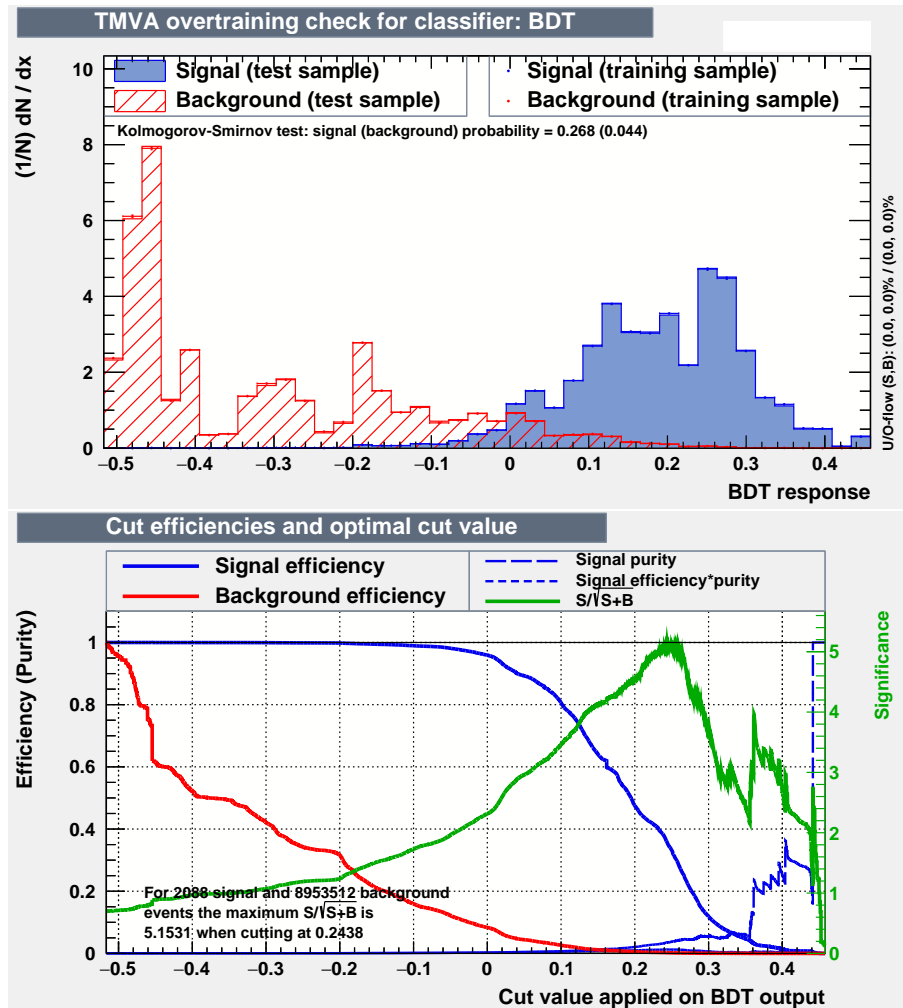 TMVA overtraining check for classifier: BDT
Signal (test sample)
Background (test sample)
Signal (training sample)
Background (training sample)
Kolmogorov-Smirnov test: signal (background) probability = 0.268 (0.044)
(1/N) dN / dx
10
8
6
4
2
0
−0.5 −0.4 −0.3 −0.2 −0.1 0 0.1 0.2 0.3 0.4
BDT response
U/O-flow (S,B): (0.0, 0.0)% / (0.0, 0.0)%
Cut efficiencies and optimal cut value
Signal efficiency
Background efficiency
Signal purity
Signal efficiency*purity
S/√S+B
Efficiency (Purity)
1
0.8
0.6
0.4
0.2
0
5
4
3
2
1
0
Significance
For 2088 signal and 8953512 background
events the maximum S/√S+B is
5.1531 when cutting at 0.2438
−0.5 −0.4 −0.3 −0.2 −0.1 0 0.1 0.2 0.3 0.4
Cut value applied on BDT output